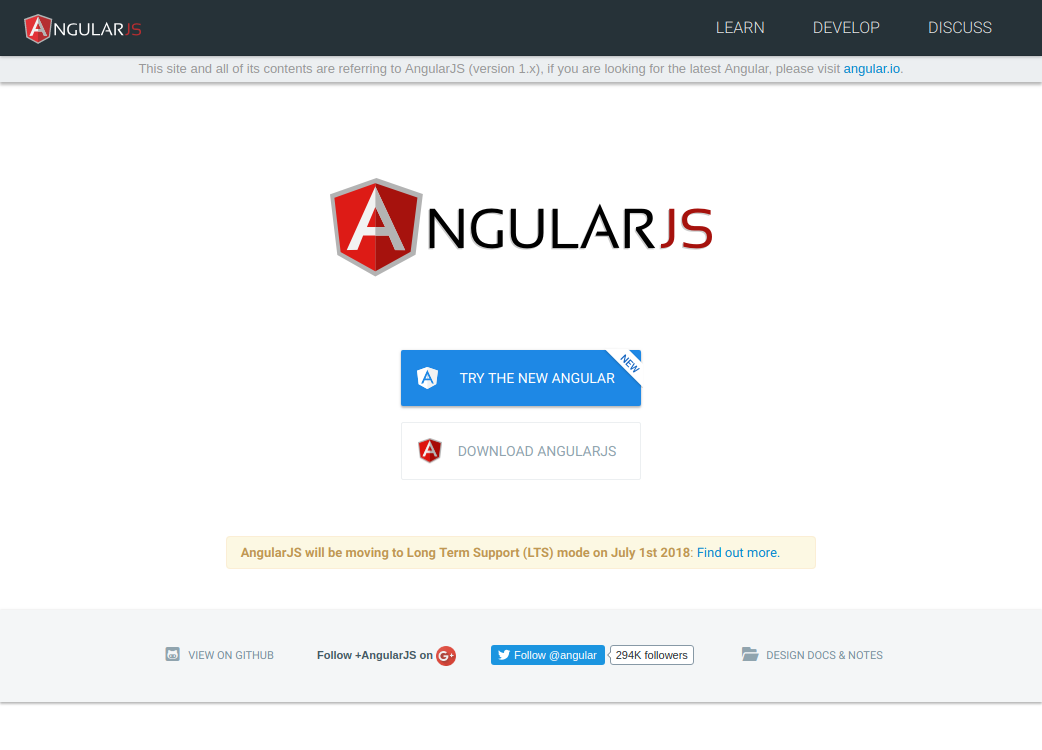 ANGULARJS
LEARN DEVELOP DISCUSS
This site and all of its contents are referring to AngularJS (version 1.x), if you are looking for the latest Angular, please visit angular.io.
ANGULARJS
TRY THE NEW ANGULAR NEW
DOWNLOAD ANGULARJS
AngularJS will be moving to Long Term Support (LTS) mode on July 1st 2018: Find out more.
VIEW ON GITHUB Follow +AngularJS on G+ Follow @angular 294K followers DESIGN DOCS & NOTES